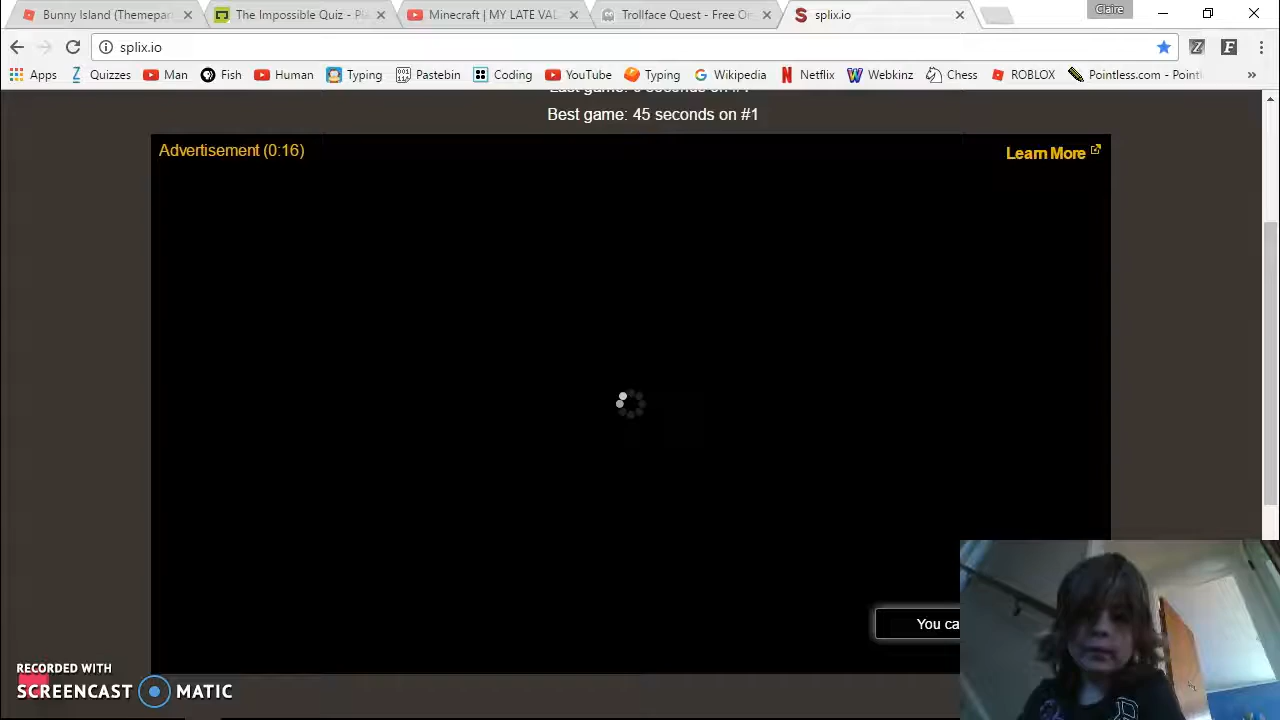 Bunny Island (Themepar
The Impossible Quiz - Pl
Minecraft | MY LATE VAL
Trollface Quest - Free O
splix.io
Claire
splix.io
Apps
Quizzes
Man
Fish
Human
Typing
Pastebin
Coding
YouTube
Typing
Wikipedia
Netflix
Webkinz
Chess
ROBLOX
Pointless.com - Point
Best game: 45 seconds on #1
Advertisement (0:16)
Learn More
You ca
RECORDED WITH
SCREENCAST MATIC